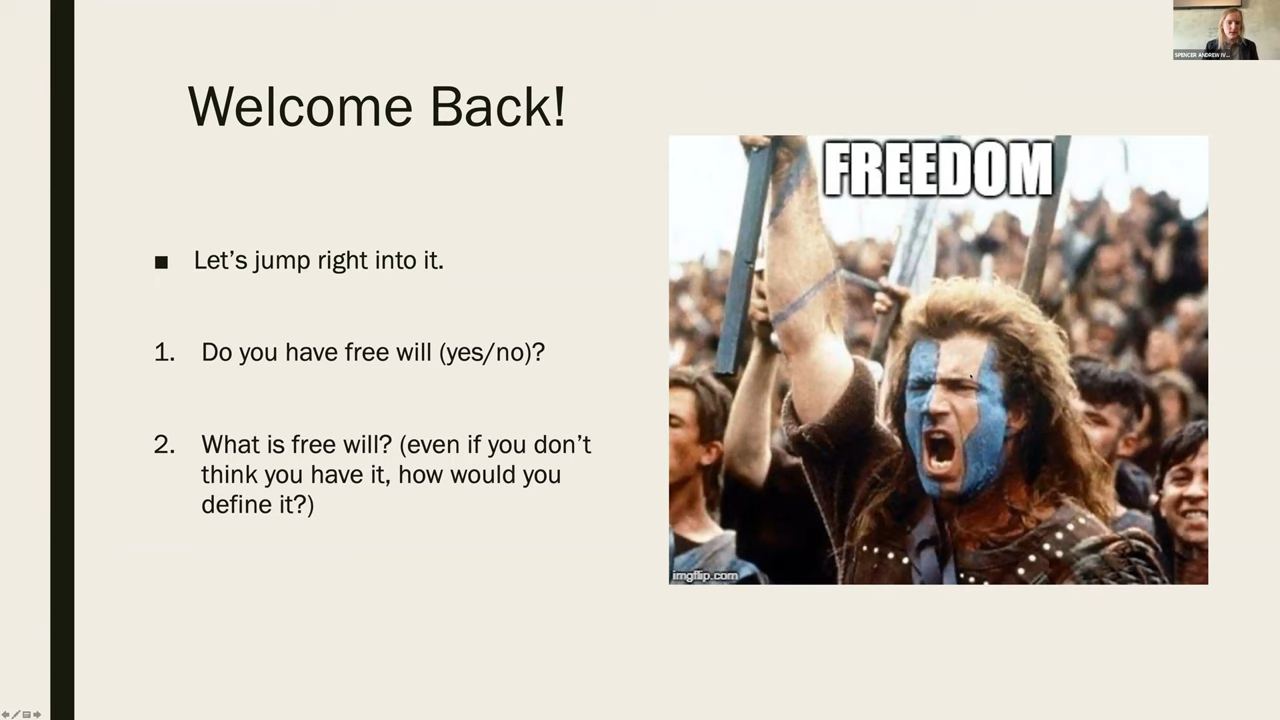 SPENCER ANDREW IV...
Welcome Back!
FREEDOM
■ Let’s jump right into it.
1. Do you have free will (yes/no)?
2. What is free will? (even if you don’t
think you have it, how would you
define it?)
imgflip.com